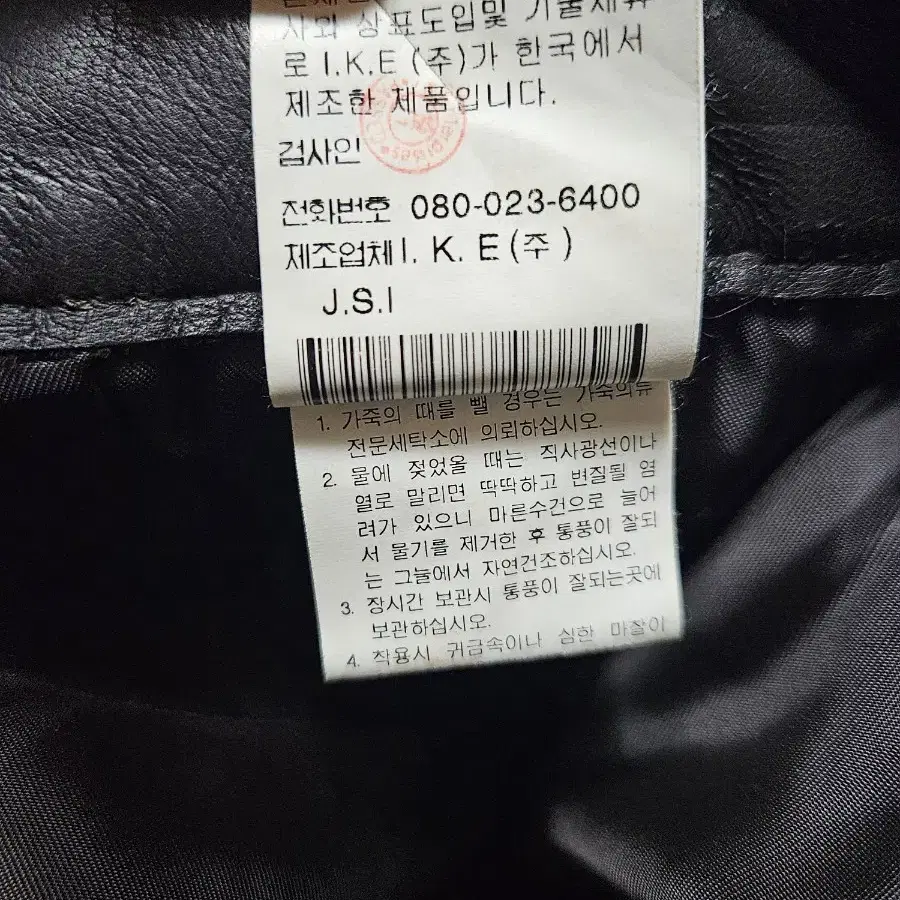 사와 상표도입및 기술제휴
로 I.K.E (주)가 한국에서
제조한 제품입니다.
검사인
전화번호 080-023-6400
제조업체I. K. E (주)
J.S.I
1. 가죽의 때를 뺄 경우는 가죽의류
전문세탁소에 의뢰하십시오.
2. 물에 젖었올 때는 직사광선이나
열로 말리면 딱딱하고 변질될 염
려가 있으니 마른수건으로 눌어
서 물기를 제거한 후 통풍이 잘되
는 그늘에서 자연건조하십시오.
3. 장시간 보관시 통풍이 잘되는곳에
보관하십시오.
4. 착용시 귀금속이나 심한 마찰이